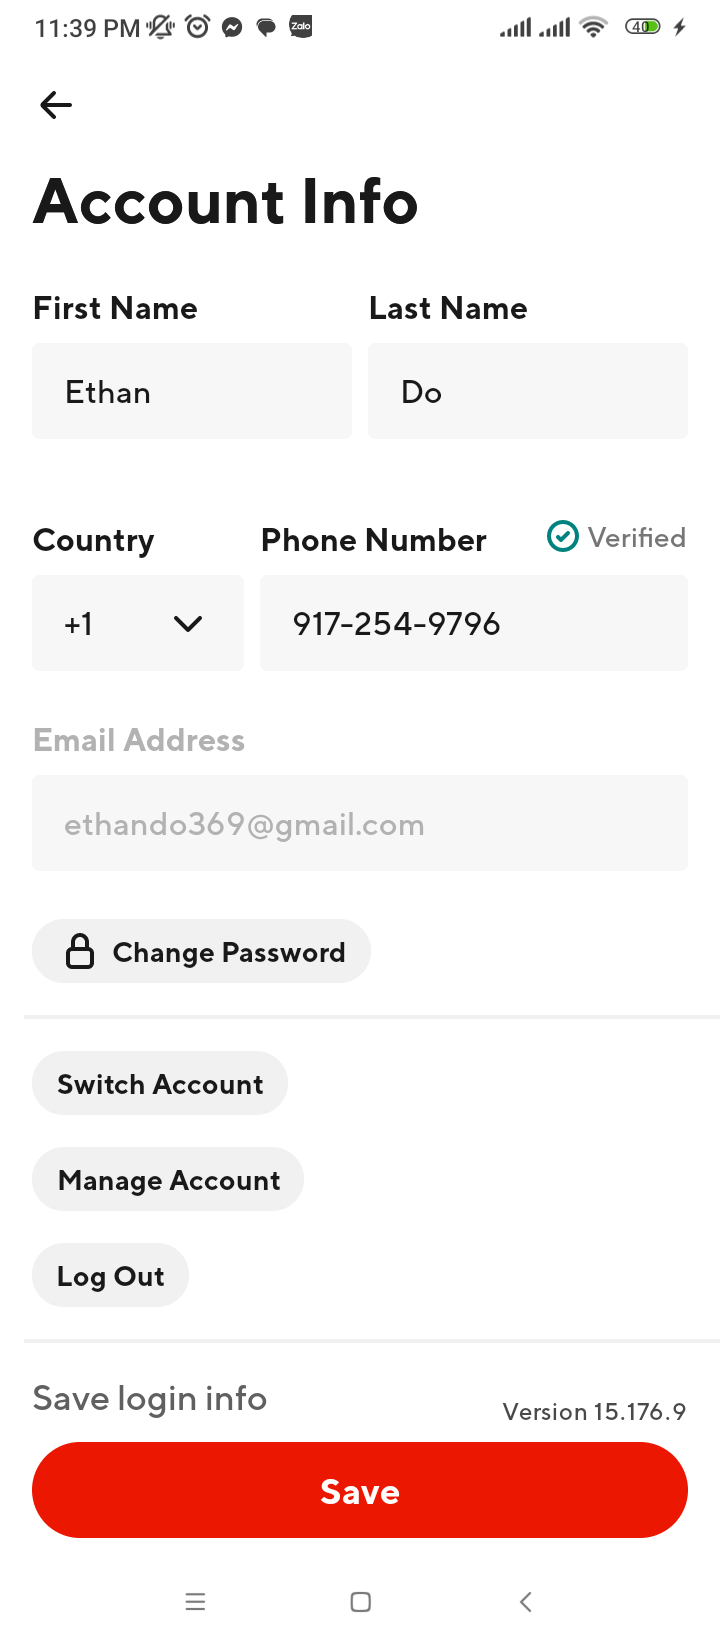 11:39 PM
Zalo
40
Account Info
First Name
Last Name
Ethan
Do
Country
Phone Number
Verified
+1
917-254-9796
Email Address
ethando369@gmail.com
Change Password
Switch Account
Manage Account
Log Out
Save login info
Version 15.176.9
Save